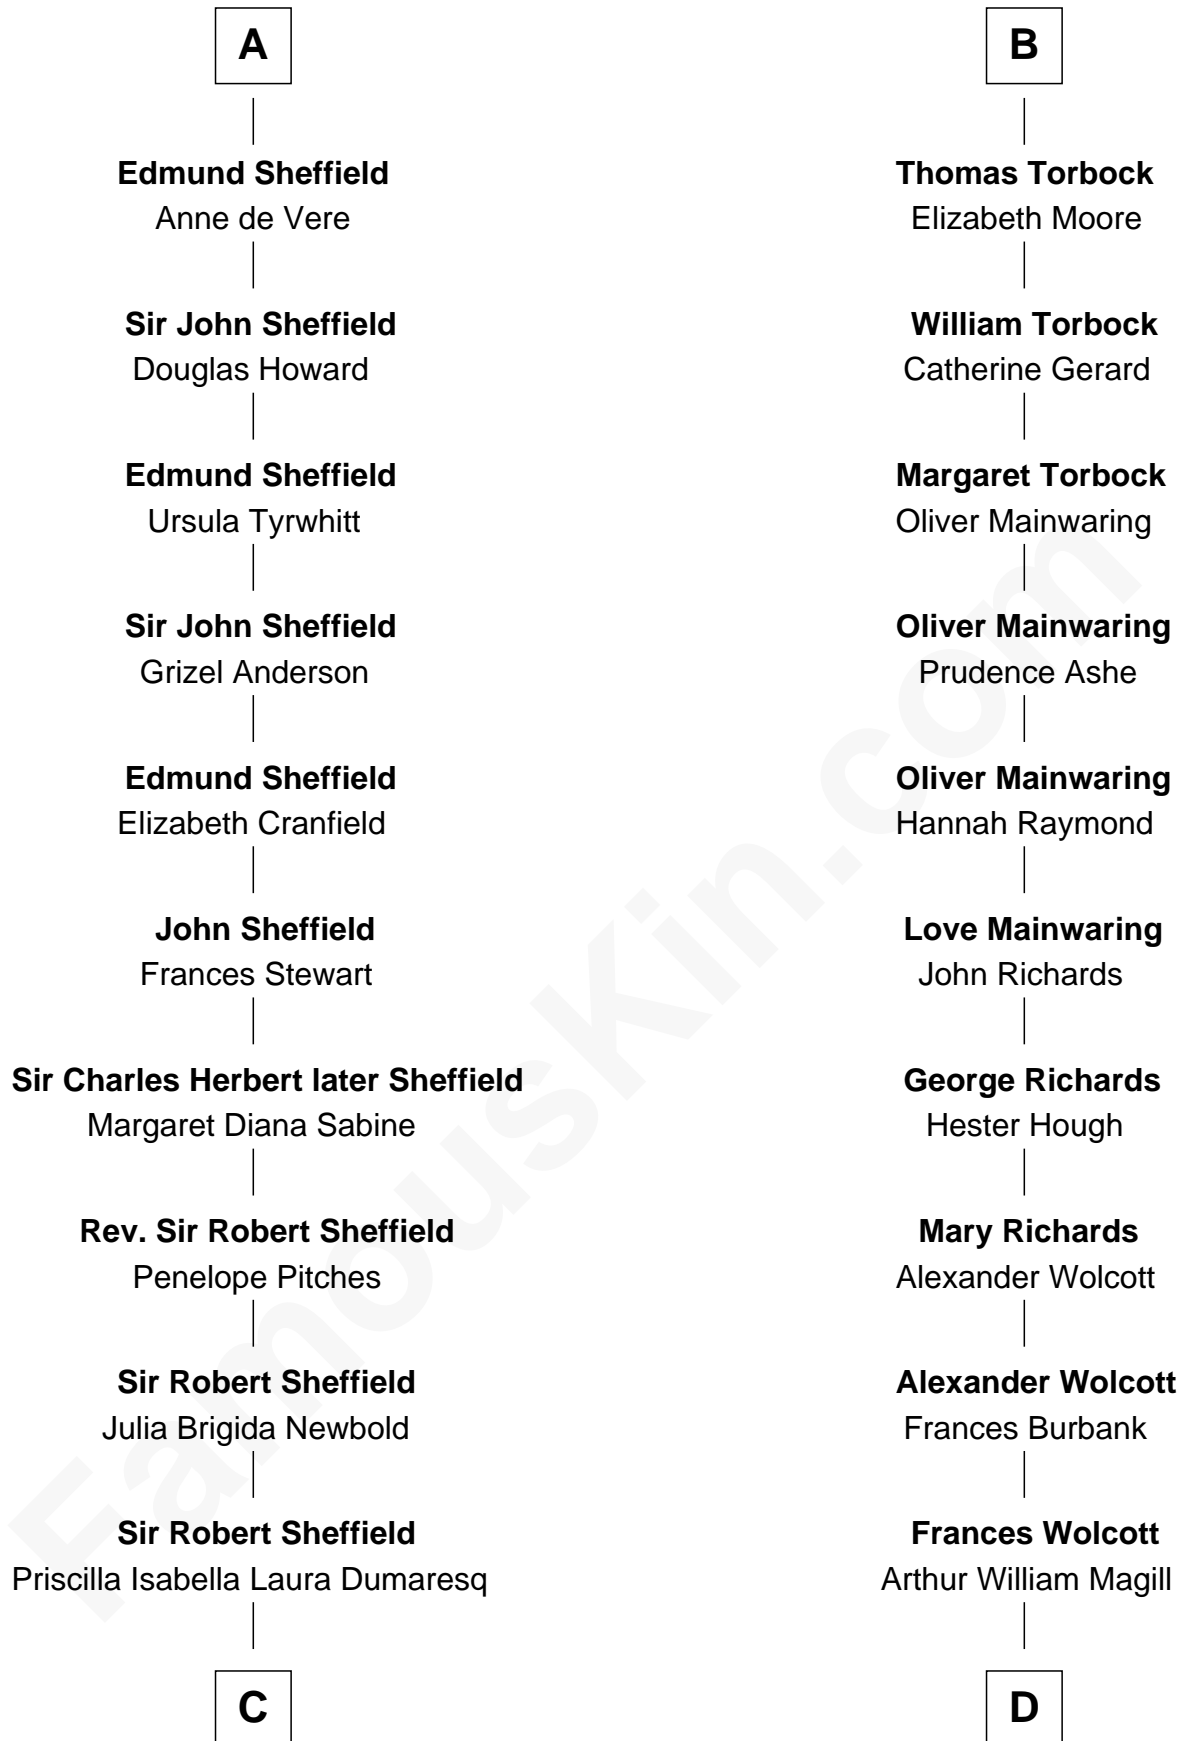 A
Edmund Sheffield
Anne de Vere
Sir John Sheffield
Douglas Howard
Edmund Sheffield
Ursula Tyrwhitt
Sir John Sheffield
Grizel Anderson
Edmund Sheffield
Elizabeth Cranfield
John Sheffield
Frances Stewart
Sir Charles Herbert later Sheffield
Margaret Diana Sabine
Rev. Sir Robert Sheffield
Penelope Pitches
Sir Robert Sheffield
Julia Brigida Newbold
Sir Robert Sheffield
Priscilla Isabella Laura Dumaresq
C
B
Thomas Torbock
Elizabeth Moore
William Torbock
Catherine Gerard
Margaret Torbock
Oliver Mainwaring
Oliver Mainwaring
Prudence Ashe
Oliver Mainwaring
Hannah Raymond
Love Mainwaring
John Richards
George Richards
Hester Hough
Mary Richards
Alexander Wolcott
Alexander Wolcott
Frances Burbank
Frances Wolcott
Arthur William Magill
D
FamousKin.com